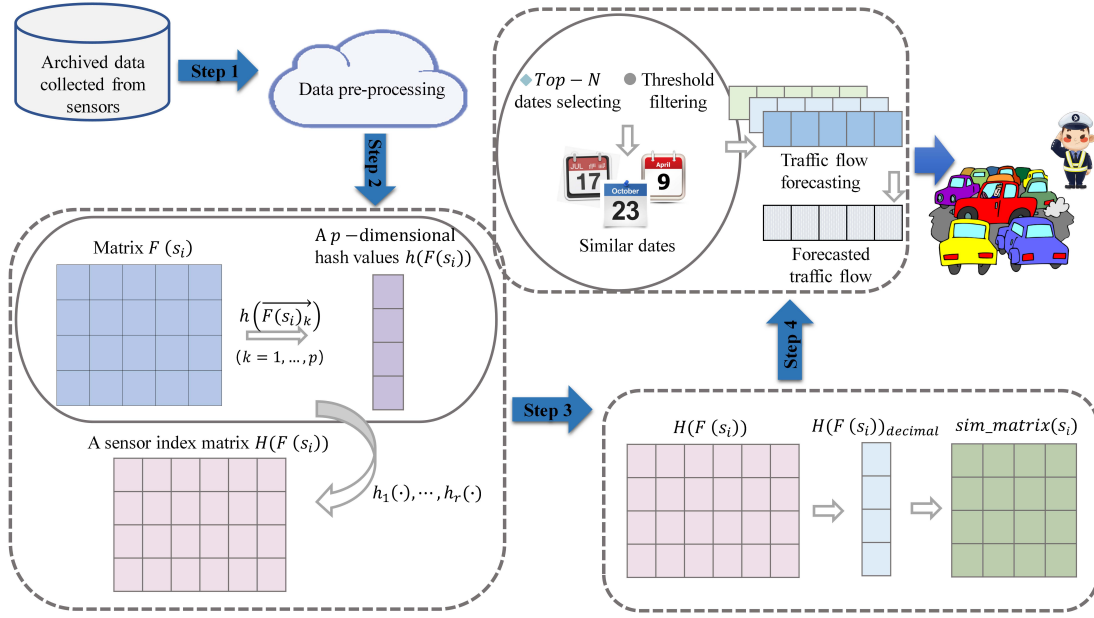 Archived data
collected from
sensors
Step 1
Data pre-processing
Step 2
Matrix F (s_i)
A p −dimensional
hash values h(F(s_i))
h(\overrightarrow{F(s_i)_k})
(k = 1, … , p)
A sensor index matrix H(F (s_i))
h_1(·), ⋯ , h_r(·)
Step 3
H(F (s_i))
H(F (s_i))_{decimal}
sim_matrix(s_i)
Step 4
Top − N
dates selecting
Threshold
filtering
JUL
17
April
9
October
23
Similar dates
Traffic flow
forecasting
Forecasted
traffic flow